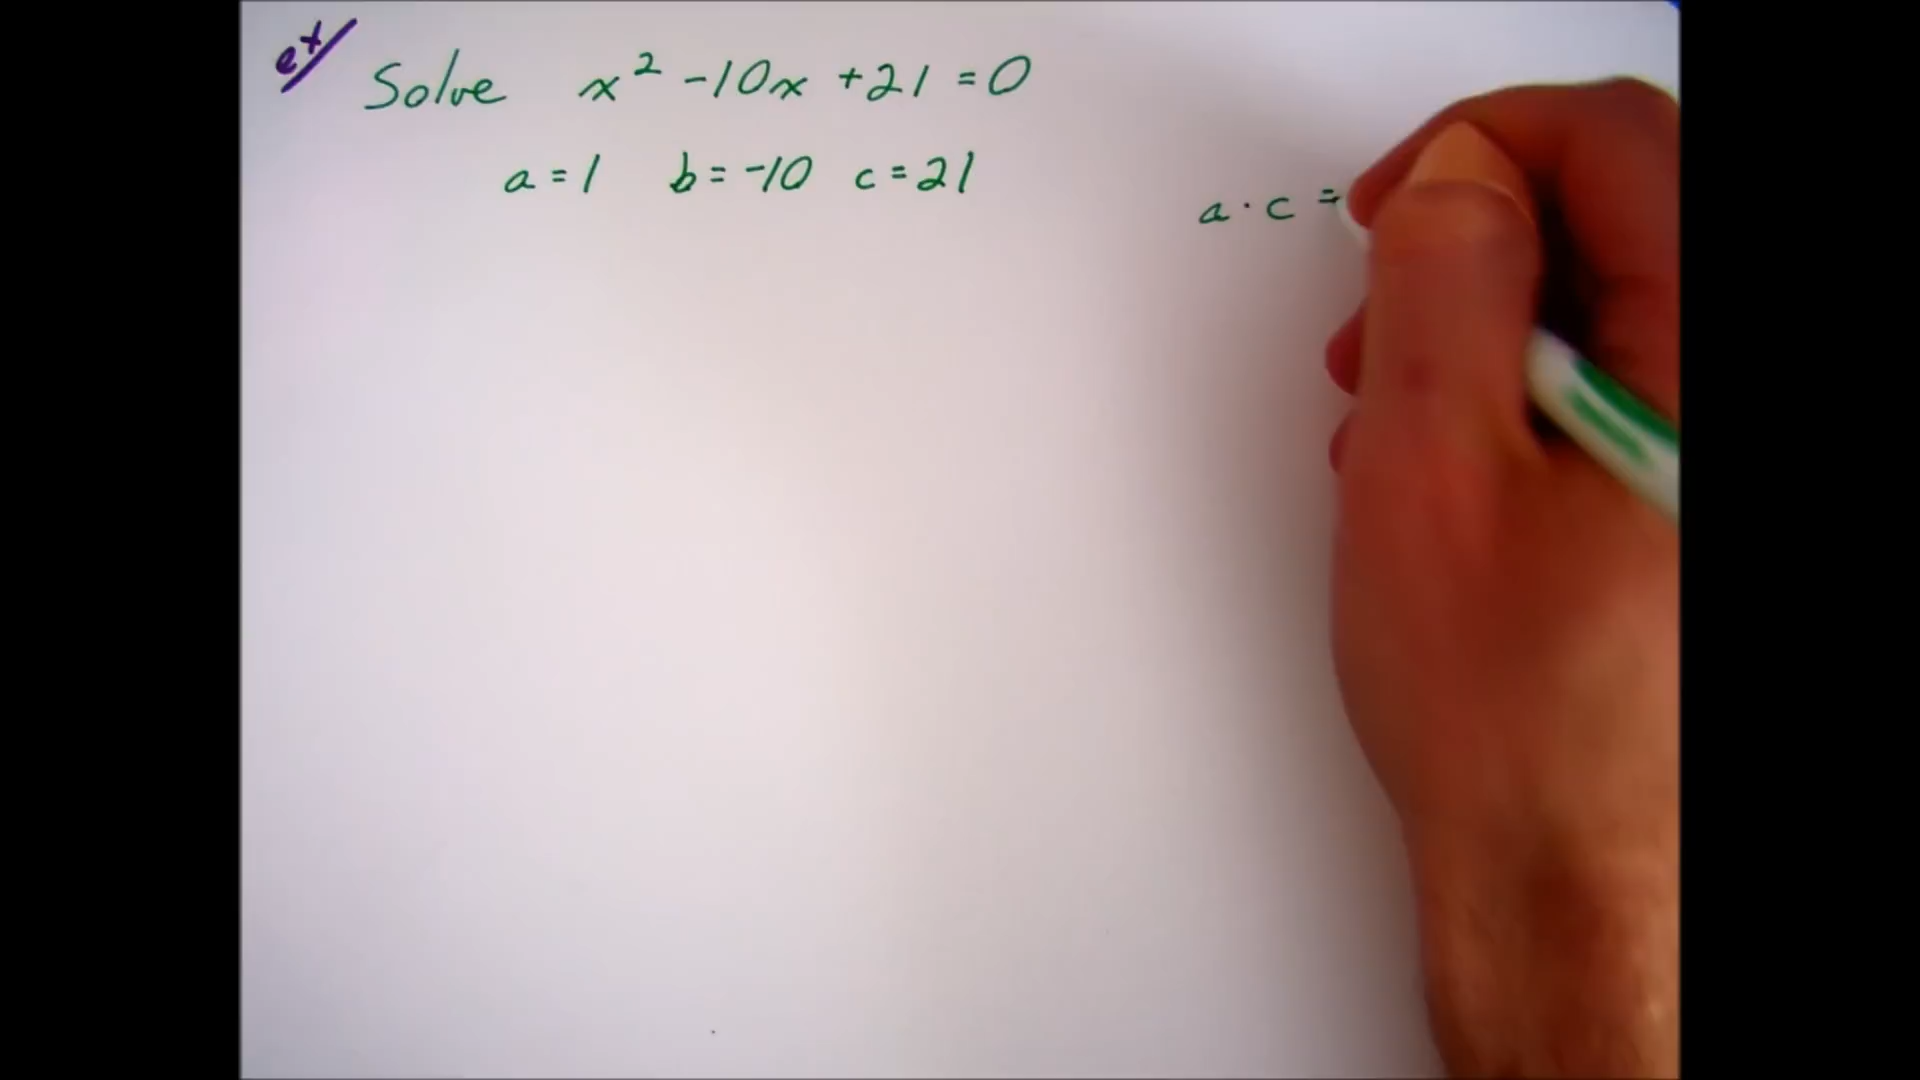 ex Solve x² -10x +21 =0
a=1 b=-10 c=21
a·c =